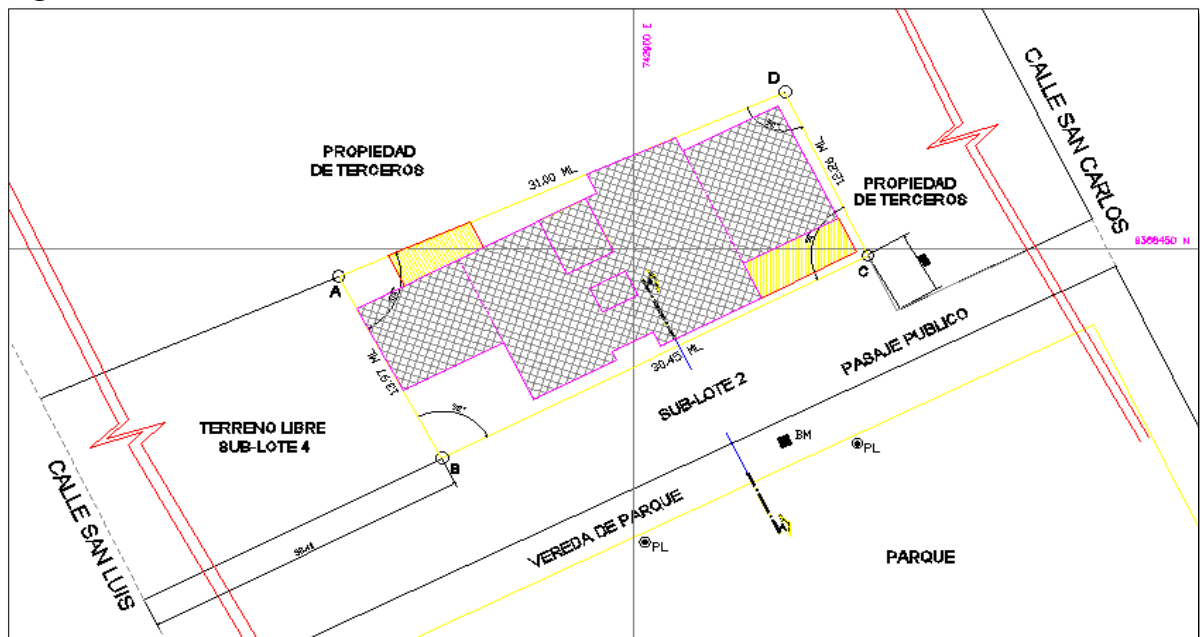 742900 E
CALLE SAN CARLOS
D
PROPIEDAD
DE TERCEROS
31.00 ML
12.26 ML
PROPIEDAD
DE TERCEROS
8366450 N
A
C
13.97 ML
30.45 ML
PASAJE PUBLICO
SUB-LOTE 2
TERRENO LIBRE
SUB-LOTE 4
BM
PL
B
CALLE SAN LUIS
VEREDA DE PARQUE
PL
PARQUE